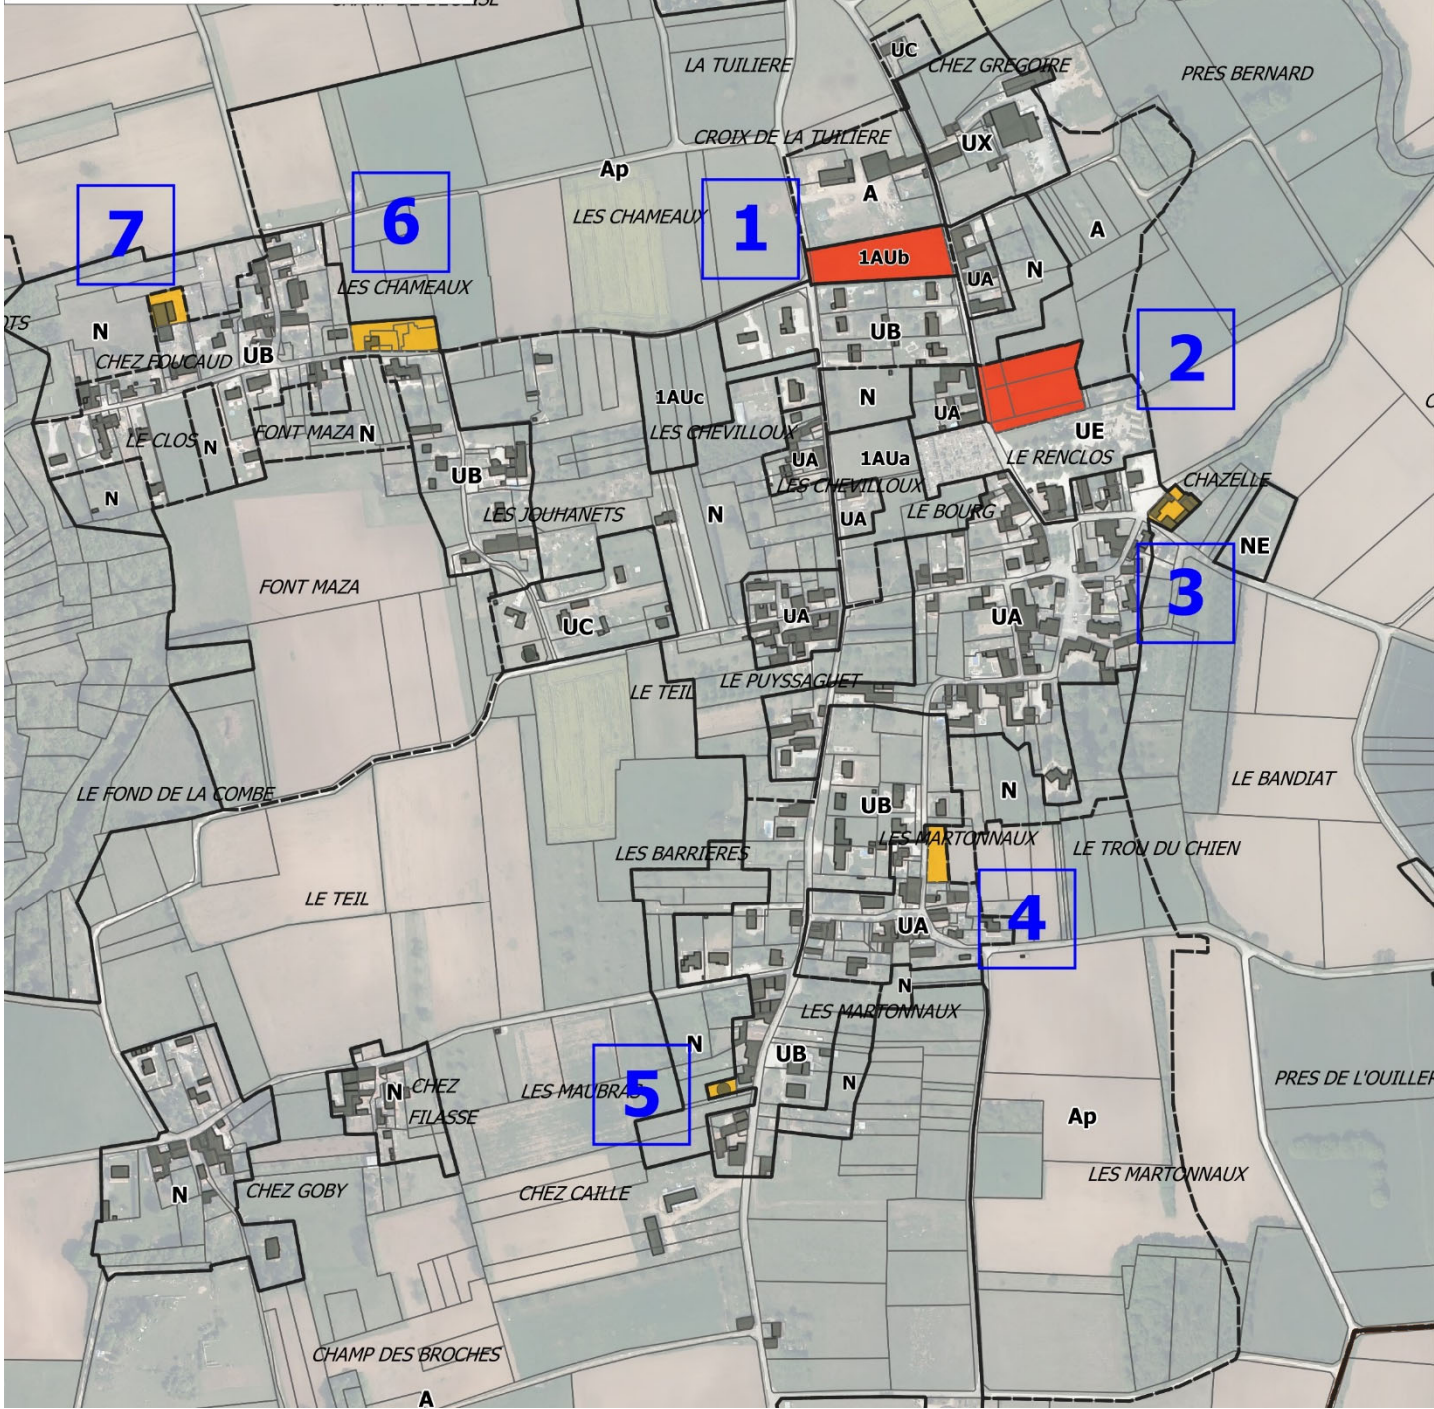 LA TUILIERE
UC
CHEZ GREGOIRE
PRES BERNARD
CROIX DE LA TUILIERE
UX
Ap
A
LES CHAMEAUX
7
6
1
A
1AUb
N
UA
LES CHAMEAUX
N
UB
2
CHEZ FOUCAUD
UB
1AUc
N
UA
LE CLOS
N
FONT MAZA
N
LES CHEVILLOUX
UE
UA
1AUa
LE RENCLOS
UB
N
LES CHEVILLOUX
CHAZELLE
LES JOUHANETS
N
UA
LE BOURG
NE
FONT MAZA
3
UC
UA
UA
LE TEIL
LE PUYSSAGUET
LE FOND DE LA COMBE
N
LE BANDIAT
UB
LES MARTONNAUX
LES BARRIERES
LE TROU DU CHIEN
LE TEIL
4
UA
N
LES MARTONNAUX
N
UB
N
CHEZ
FILASSE
N
LES MAUBRAS
5
PRES DE L'OUILLER
Ap
N
CHEZ GOBY
CHEZ CAILLE
LES MARTONNAUX
CHAMP DES BROCHES
A